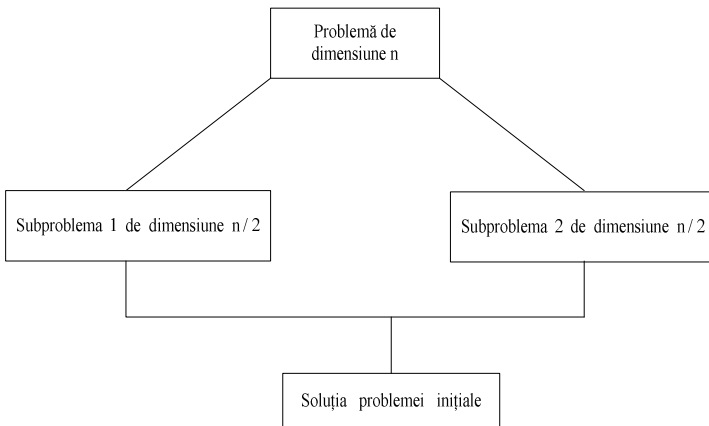 Problemă de
dimensiune n
Subproblema 1 de dimensiune n/2
Subproblema 2 de dimensiune n/2
Soluția problemei inițiale